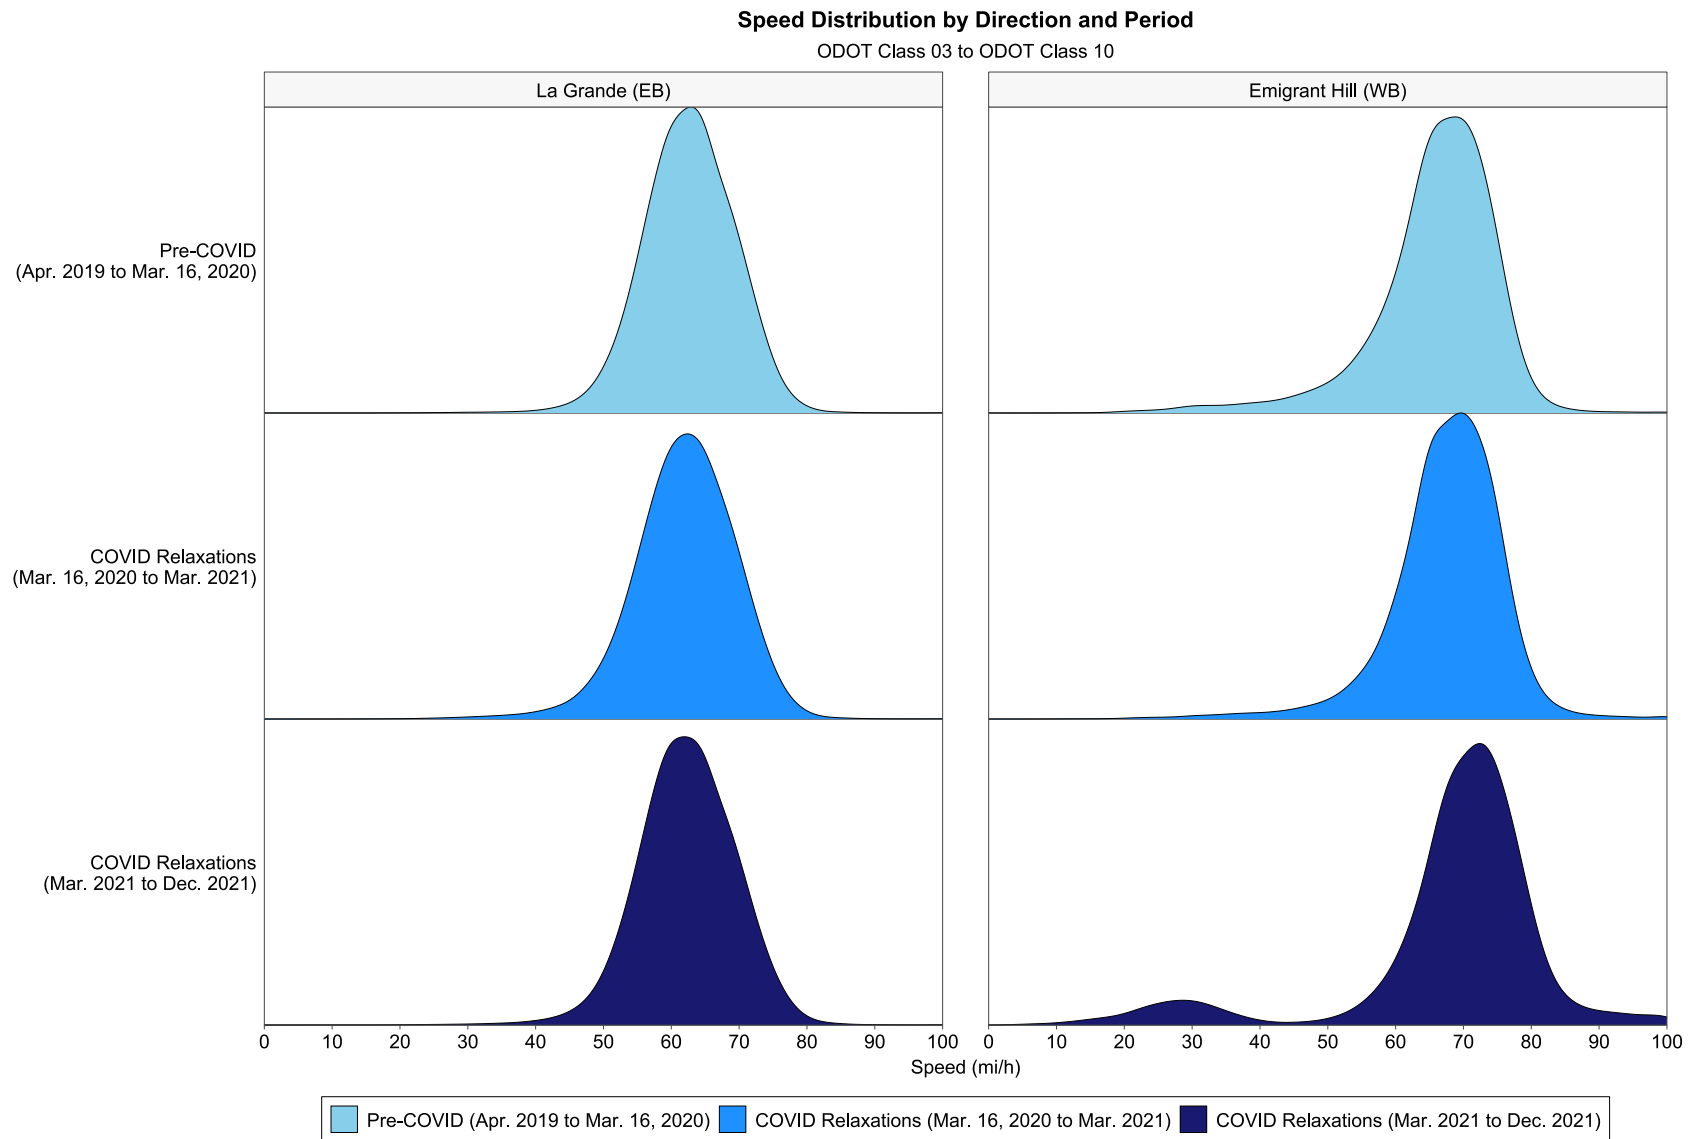 Speed Distribution by Direction and Period
ODOT Class 03 to ODOT Class 10
La Grande (EB)
Emigrant Hill (WB)
Pre-COVID
(Apr. 2019 to Mar. 16, 2020)
COVID Relaxations
(Mar. 16, 2020 to Mar. 2021)
COVID Relaxations
(Mar. 2021 to Dec. 2021)
0 10 20 30 40 50 60 70 80 90 100
0 10 20 30 40 50 60 70 80 90 100
Speed (mi/h)
Pre-COVID (Apr. 2019 to Mar. 16, 2020) COVID Relaxations (Mar. 16, 2020 to Mar. 2021) COVID Relaxations (Mar. 2021 to Dec. 2021)